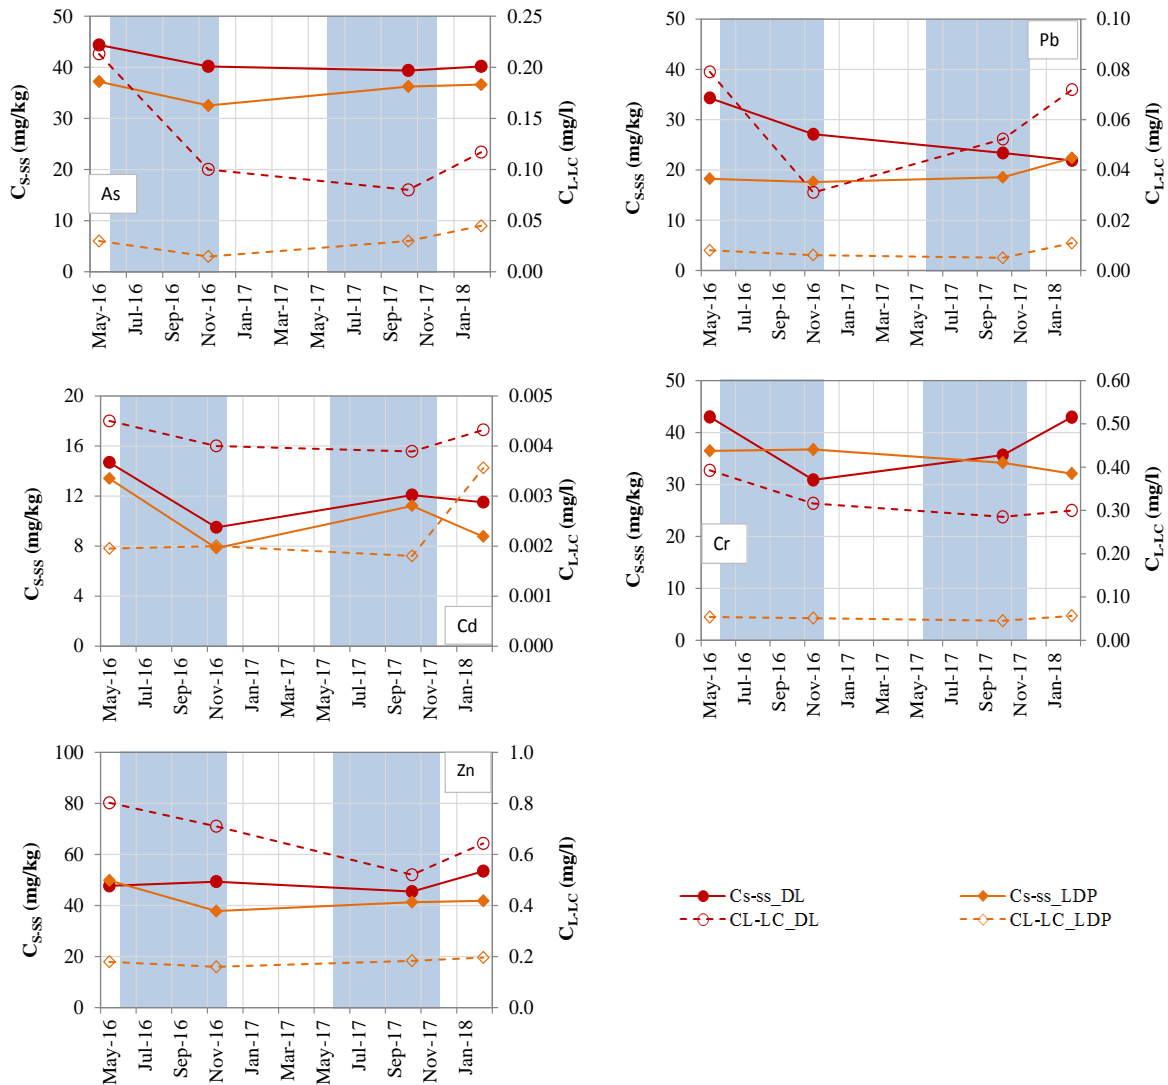 50
40
30
20
10
0
C_S-SS (mg/kg)
0.25
0.20
0.15
0.10
0.05
0.00
C_L-LC (mg/l)
As
May-16
Jul-16
Sep-16
Nov-16
Jan-17
Mar-17
May-17
Jul-17
Sep-17
Nov-17
Jan-18
50
40
30
20
10
0
C_S-SS (mg/kg)
0.10
0.08
0.06
0.04
0.02
0.00
C_L-LC (mg/l)
Pb
May-16
Jul-16
Sep-16
Nov-16
Jan-17
Mar-17
May-17
Jul-17
Sep-17
Nov-17
Jan-18
20
16
12
8
4
0
C_S-SS (mg/kg)
0.005
0.004
0.003
0.002
0.001
0.000
C_L-LC (mg/l)
Cd
May-16
Jul-16
Sep-16
Nov-16
Jan-17
Mar-17
May-17
Jul-17
Sep-17
Nov-17
Jan-18
50
40
30
20
10
0
C_S-SS (mg/kg)
0.60
0.50
0.40
0.30
0.20
0.10
0.00
C_L-LC (mg/l)
Cr
May-16
Jul-16
Sep-16
Nov-16
Jan-17
Mar-17
May-17
Jul-17
Sep-17
Nov-17
Jan-18
100
80
60
40
20
0
C_S-SS (mg/kg)
1.0
0.8
0.6
0.4
0.2
0.0
C_L-LC (mg/l)
Zn
May-16
Jul-16
Sep-16
Nov-16
Jan-17
Mar-17
May-17
Jul-17
Sep-17
Nov-17
Jan-18
Cs-ss_DL
Cs-ss_LDP
CL-LC_DL
CL-LC_LDP